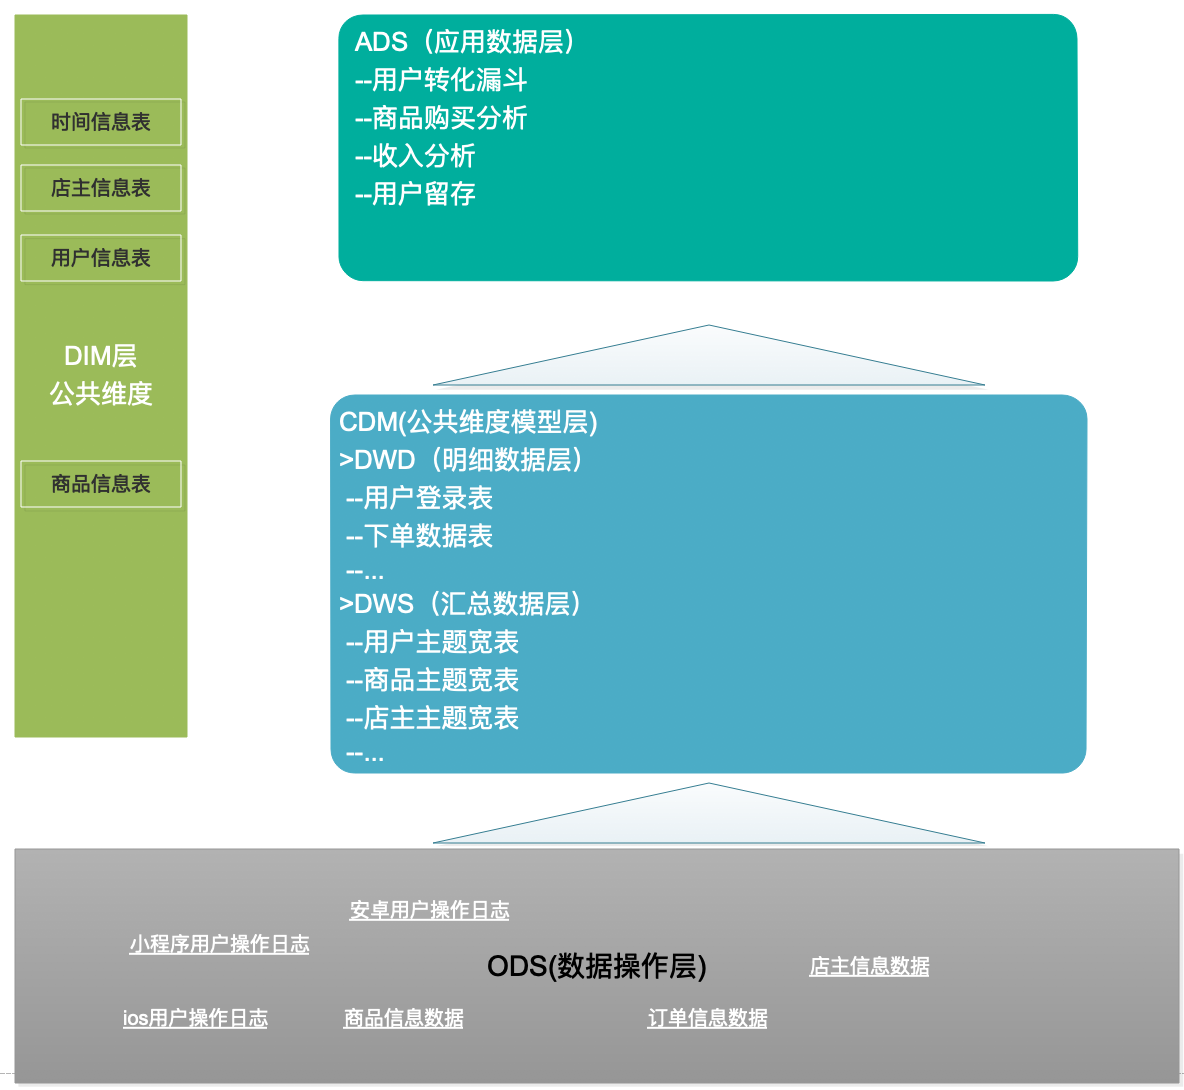 时间信息表
店主信息表
用户信息表
DIM层
公共维度
商品信息表
ADS（应用数据层）
--用户转化漏斗
--商品购买分析
--收入分析
--用户留存
CDM(公共维度模型层)
>DWD（明细数据层）
--用户登录表
--下单数据表
--...
>DWS（汇总数据层）
--用户主题宽表
--商品主题宽表
--店主主题宽表
--...
安卓用户操作日志
小程序用户操作日志
ODS(数据操作层)
店主信息数据
ios用户操作日志
商品信息数据
订单信息数据